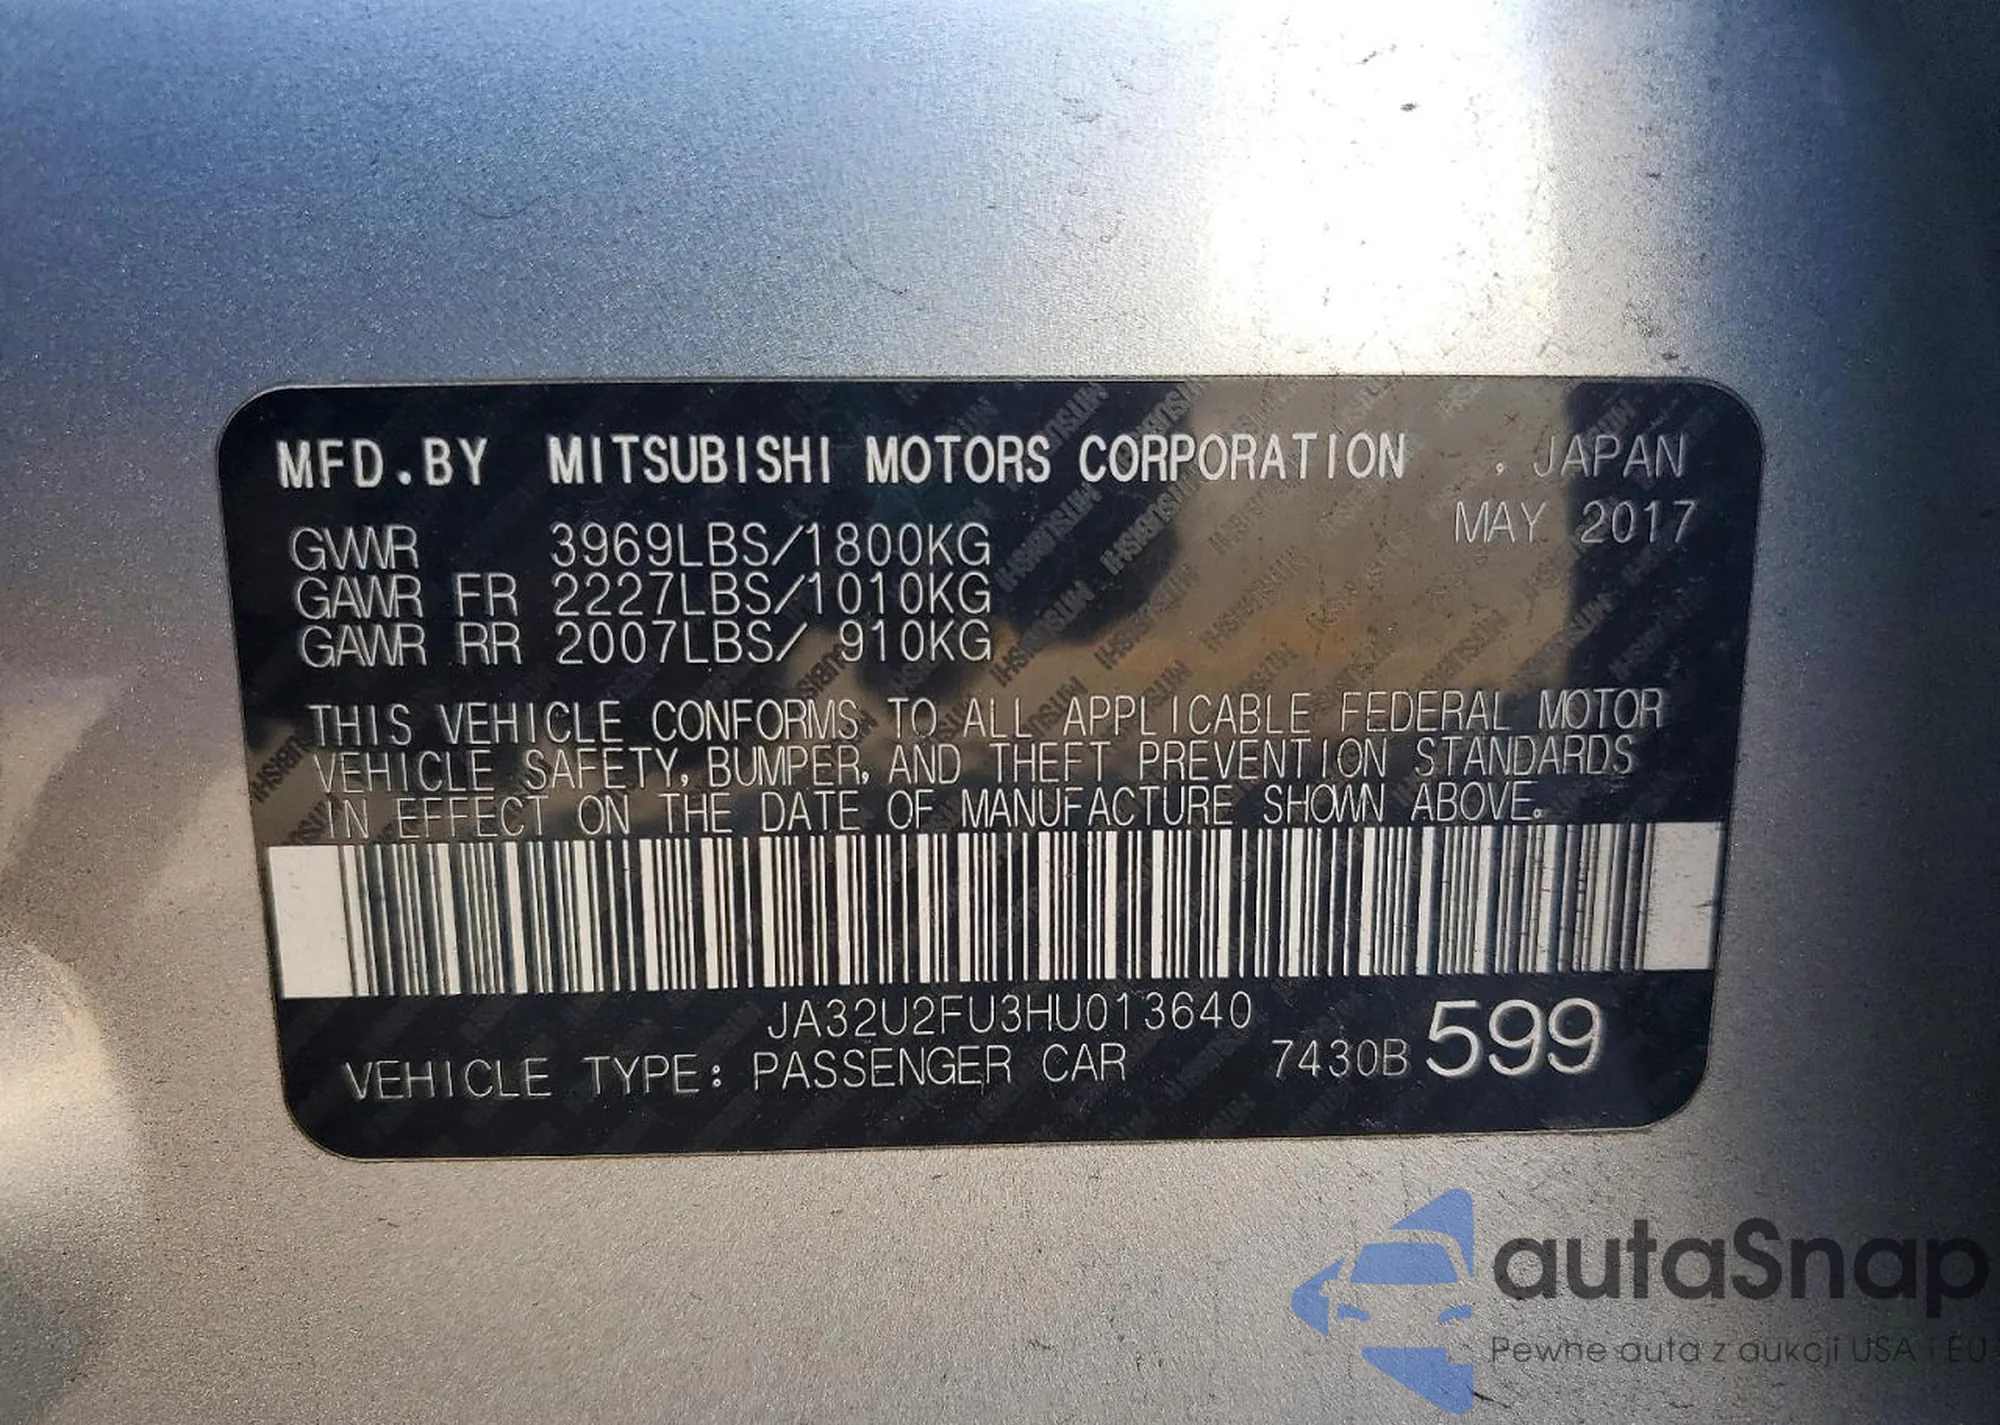 MFD.BY MITSUBISHI MOTORS CORPORATION . JAPAN
MAY 2017
GVWR 3969LBS/1800KG
GAWR FR 2227LBS/1010KG
GAWR RR 2007LBS/ 910KG
THIS VEHICLE CONFORMS TO ALL APPLICABLE FEDERAL MOTOR
VEHICLE SAFETY, BUMPER, AND THEFT PREVENTION STANDARDS
IN EFFECT ON THE DATE OF MANUFACTURE SHOWN ABOVE.
JA32U2FU3HU013640
VEHICLE TYPE: PASSENGER CAR 7430B 599
autaSnap
Pewne auta z aukcji USA i EU